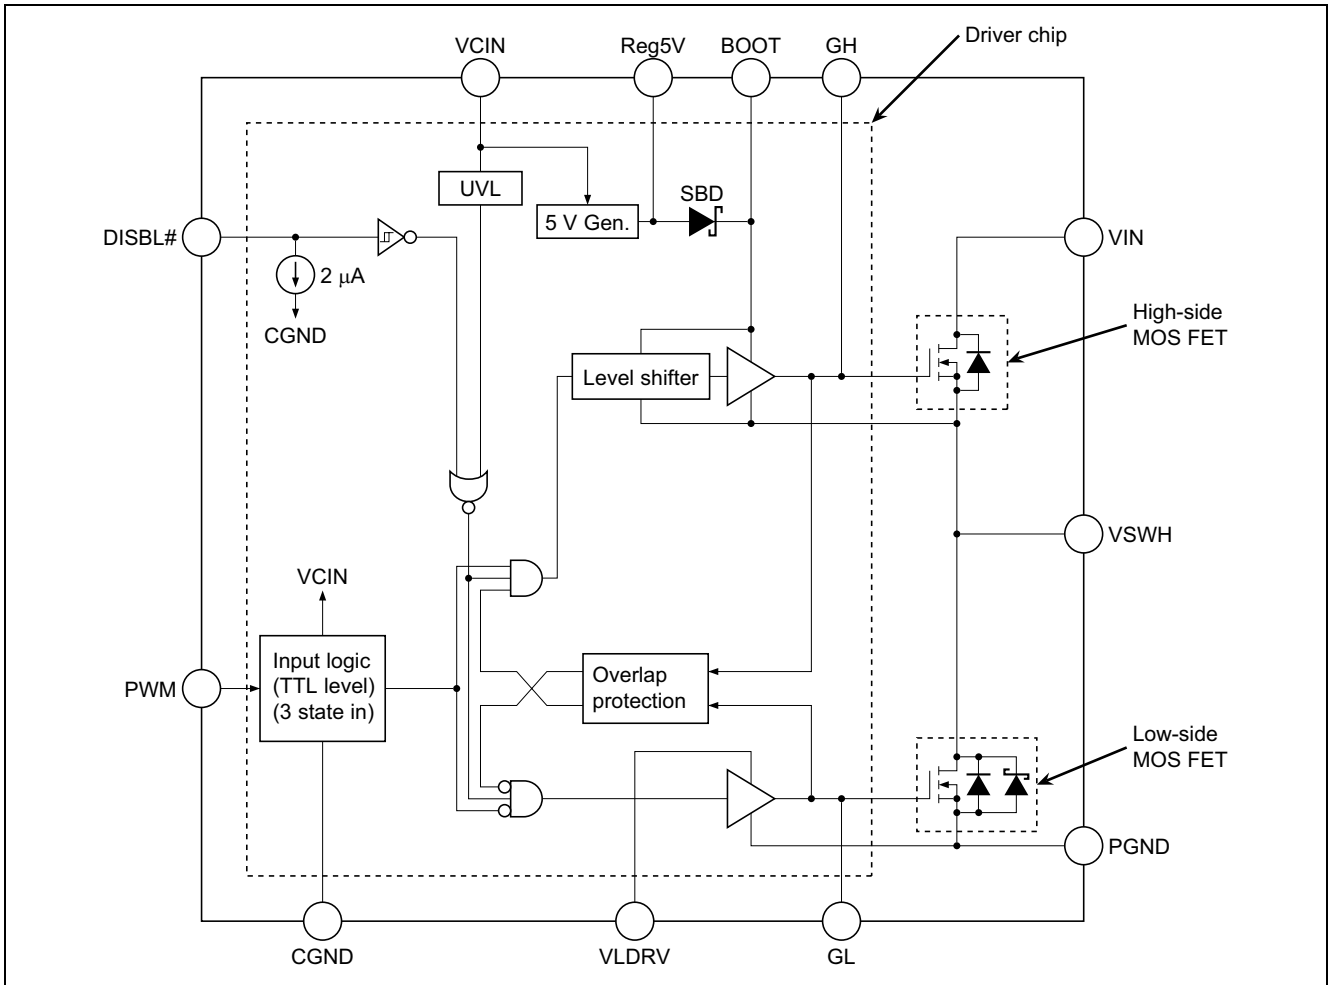 Driver chip
VCIN
Reg5V
BOOT
GH
UVL
SBD
5 V Gen.
DISBL#
2 μA
CGND
VIN
High-side
MOS FET
Level shifter
VSWH
VCIN
Input logic
(TTL level)
(3 state in)
PWM
Overlap
protection
Low-side
MOS FET
PGND
CGND
VLDRV
GL